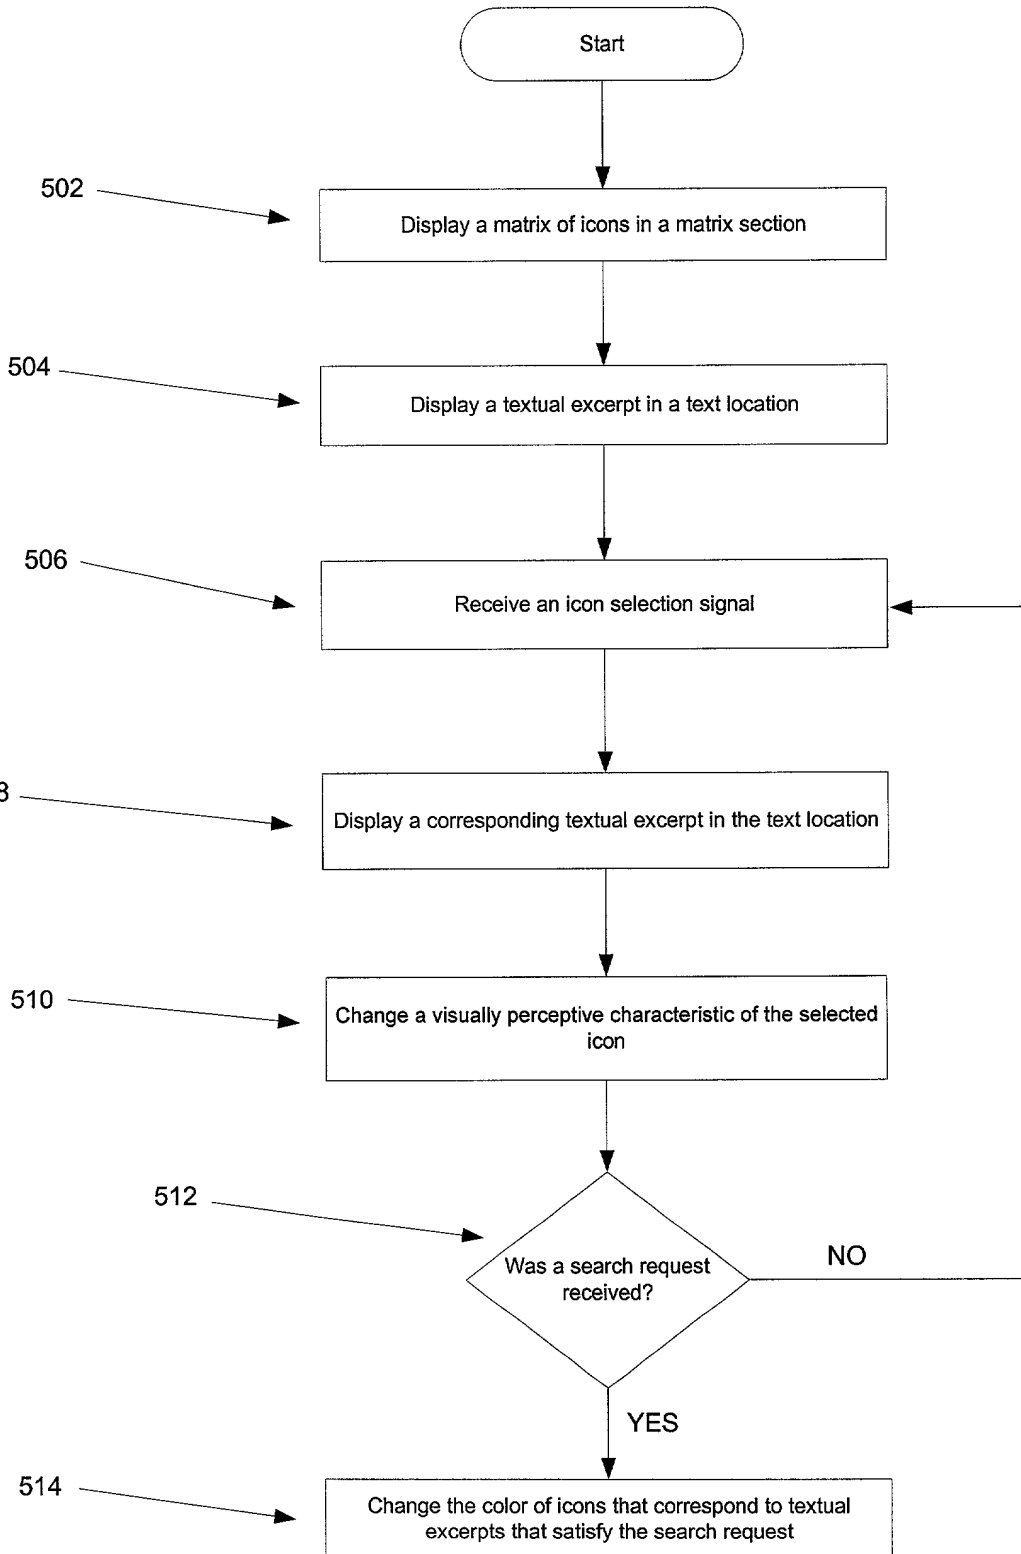 Start
502
Display a matrix of icons in a matrix section
504
Display a textual excerpt in a text location
506
Receive an icon selection signal
8
Display a corresponding textual excerpt in the text location
510
Change a visually perceptive characteristic of the selected
icon
512
Was a search request
received?
NO
YES
514
Change the color of icons that correspond to textual
excerpts that satisfy the search request